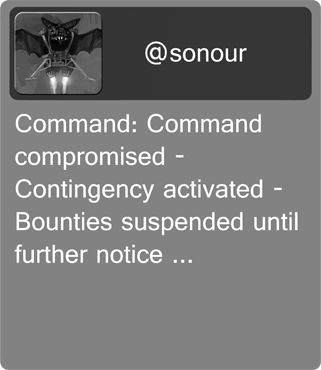 @sonour
Command: Command
compromised -
Contingency activated -
Bounties suspended until
further notice ...